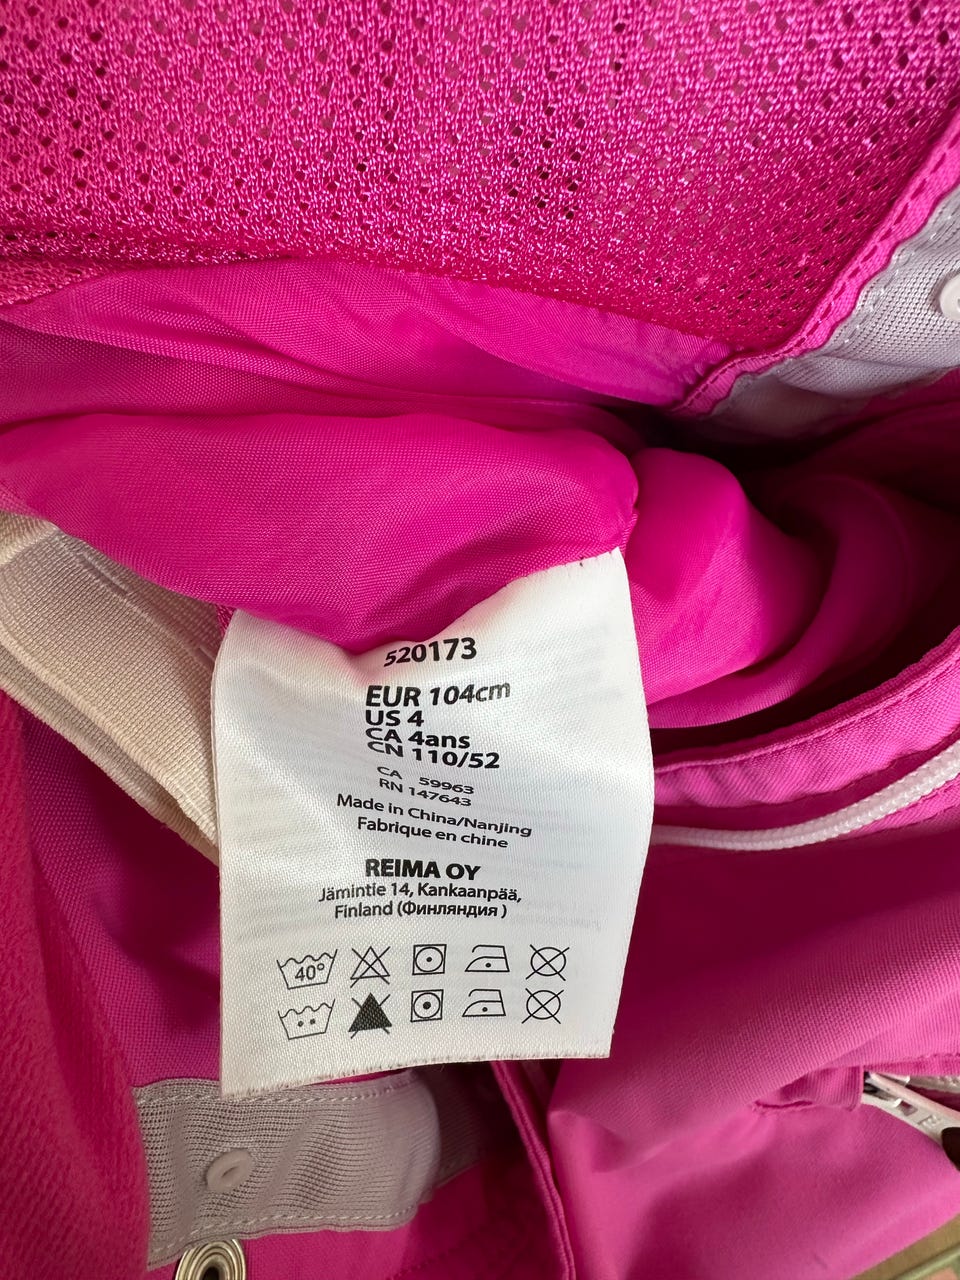 520173
EUR 104cm
US 4
CA 4ans
CN 110/52
CA 59963
RN 147643
Made in China/Nanjing
Fabrique en chine
REIMA OY
Jämintie 14, Kankaanpää,
Finland (Финляндия )
40°